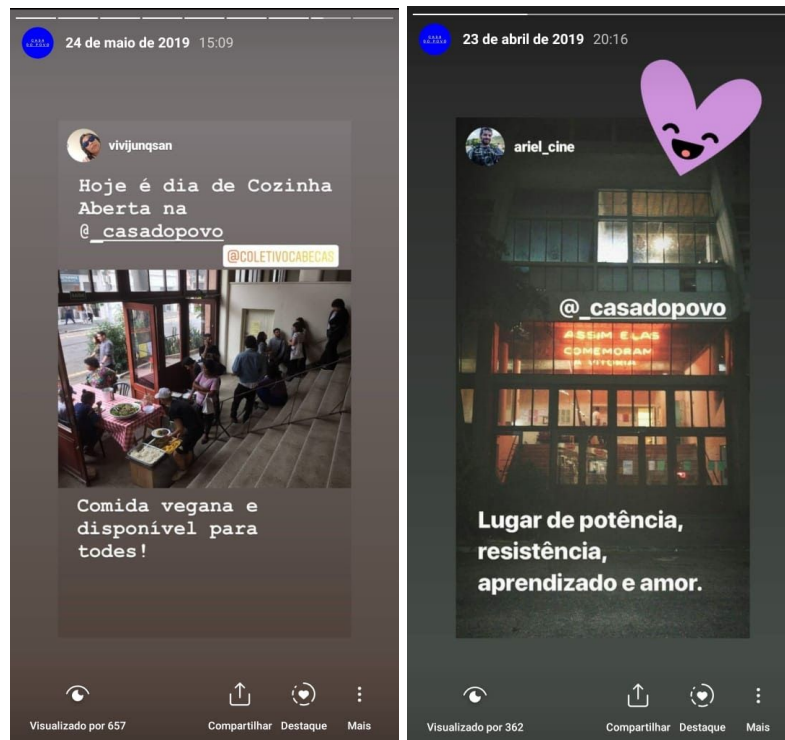 24 de maio de 2019 15:09
vivijunqsan
Hoje é dia de Cozinha
Aberta na
@_casadopovo
@COLETIVOCABECAS
Comida vegana e
disponível para
todes!
Visualizado por 657
Compartilhar
Destaque
Mais
23 de abril de 2019 20:16
ariel_cine
@_casadopovo
ASSIM ELAS
COMEMORAM
A VITÓRIA
Lugar de potência,
resistência,
aprendizado e amor.
Visualizado por 362
Compartilhar
Destaque
Mais